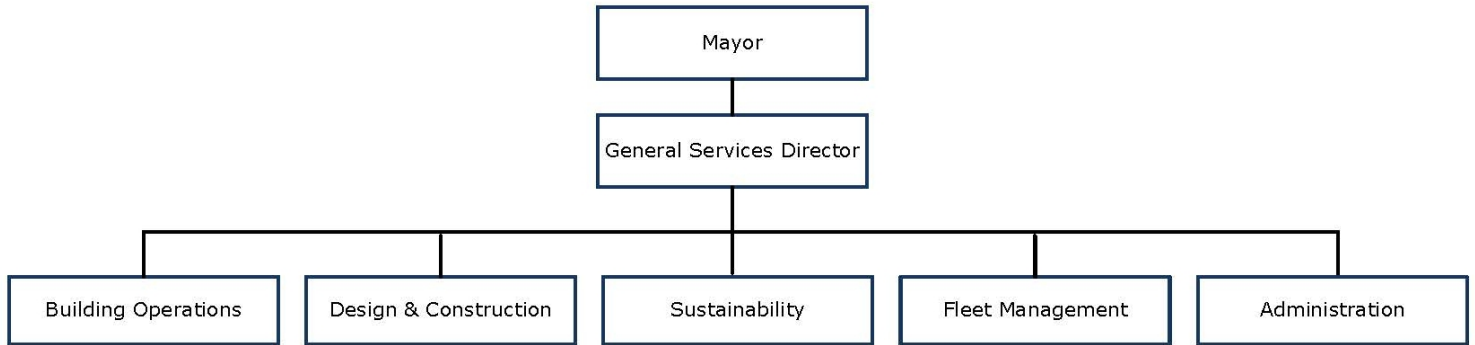 Mayor
General Services Director
Building Operations
Design & Construction
Sustainability
Fleet Management
Administration